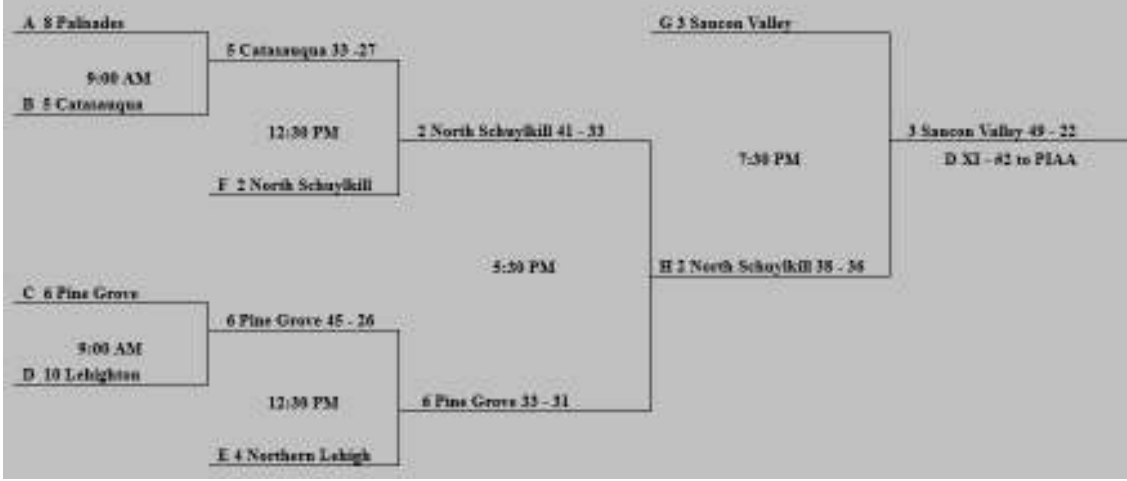 A 8 Palisades
G 3 Saucon Valley
5 Catasauqua 33 -27
9:00 AM
B 5 Catasauqua
12:30 PM
2 North Schuylkill 41 - 33
3 Saucon Valley 49 - 22
7:30 PM
D XI - #2 to PIAA
F 2 North Schuylkill
5:30 PM
H 2 North Schuylkill 38 - 36
C 6 Pine Grove
6 Pine Grove 45 - 26
9:00 AM
D 10 Lehighton
12:30 PM
6 Pine Grove 33 - 31
E 4 Northern Lehigh